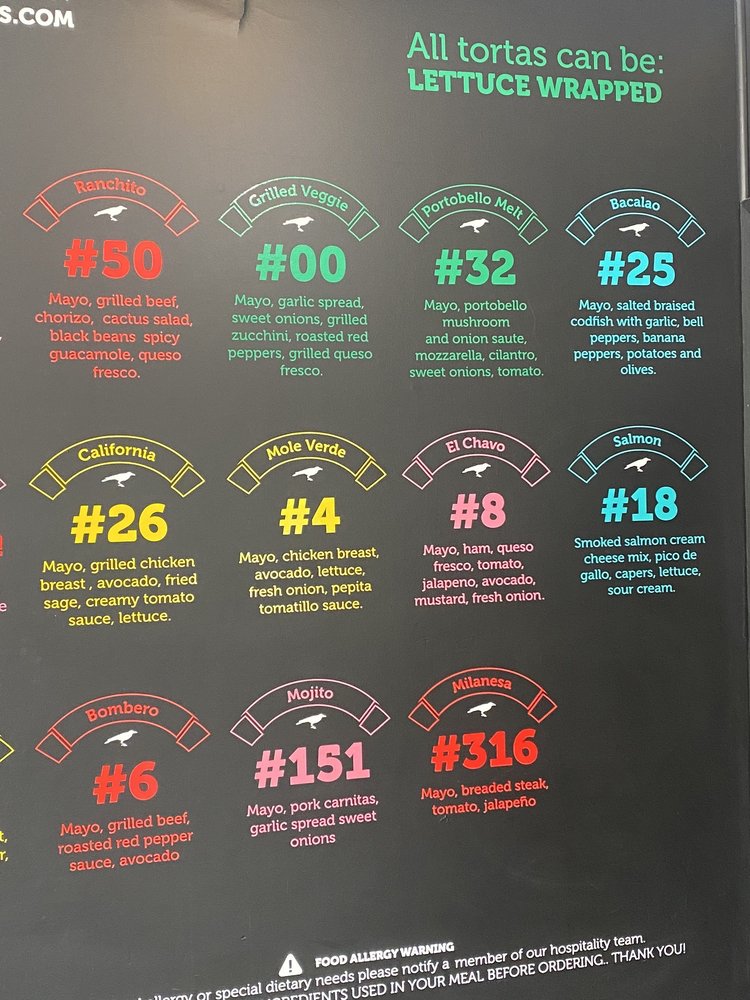 S.COM
All tortas can be:
LETTUCE WRAPPED
Ranchito
#50
Mayo, grilled beef,
chorizo, cactus salad,
black beans spicy
guacamole, queso
fresco.
Grilled Veggie
#00
Mayo, garlic spread,
sweet onions, grilled
zucchini, roasted red
peppers, grilled queso
fresco.
Portobello Melt
#32
Mayo, portobello
mushroom
and onion saute,
mozzarella, cilantro,
sweet onions, tomato.
Bacalao
#25
Mayo, salted braised
codfish with garlic, bell
peppers, banana
peppers, potatoes and
olives.
California
#26
Mayo, grilled chicken
breast , avocado, fried
sage, creamy tomato
sauce, lettuce.
Mole Verde
#4
Mayo, chicken breast,
avocado, lettuce,
fresh onion, pepita
tomatillo sauce.
El Chavo
#8
Mayo, ham, queso
fresco, tomato,
jalapeno, avocado,
mustard, fresh onion.
Salmon
#18
Smoked salmon cream
cheese mix, pico de
gallo, capers, lettuce,
sour cream.
Bombero
#6
Mayo, grilled beef,
roasted red pepper
sauce, avocado
Mojito
#151
Mayo, pork carnitas,
garlic spread sweet
onions
Milanesa
#316
Mayo, breaded steak,
tomato, jalapeño
FOOD ALLERGY WARNING
allergy or special dietary needs please notify a member of our hospitality team.
INGREDIENTS USED IN YOUR MEAL BEFORE ORDERING.. THANK YOU!